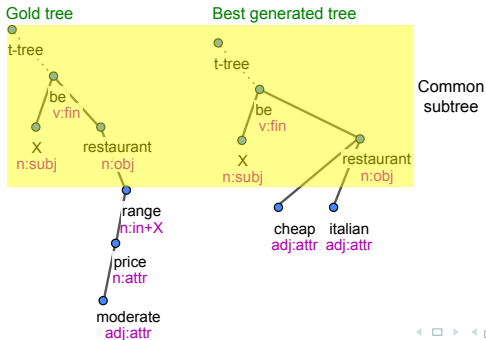 Gold tree
t-tree
be
v:fin
X
n:subj
restaurant
n:obj
range
n:in+X
price
n:attr
moderate
adj:attr
Best generated tree
t-tree
be
v:fin
X
n:subj
restaurant
n:obj
cheap
adj:attr
italian
adj:attr
Common
subtree